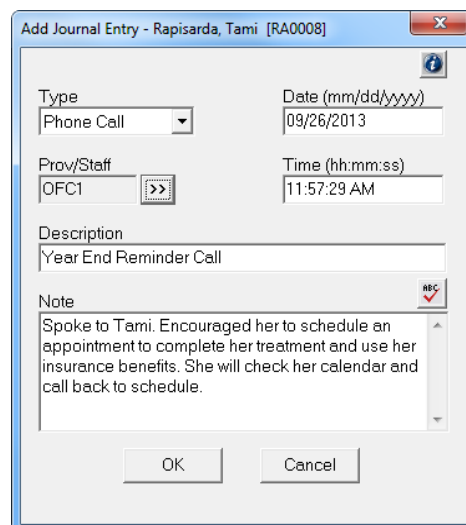 Add Journal Entry - Rapisarda, Tami [RA0008]
Type
Date (mm/dd/yyyy)
Phone Call
09/26/2013
Prov/Staff
Time (hh:mm:ss)
OFC1
>>
11:57:29 AM
Description
Year End Reminder Call
Note
ABC
Spoke to Tami. Encouraged her to schedule an
appointment to complete her treatment and use her
insurance benefits. She will check her calendar and
call back to schedule.
OK
Cancel